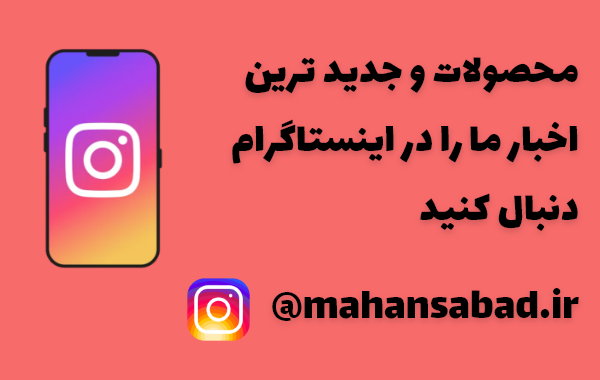 محصولات و جدید ترین
اخبار ما را در اینستاگرام
دنبال کنید
@mahansabad.ir